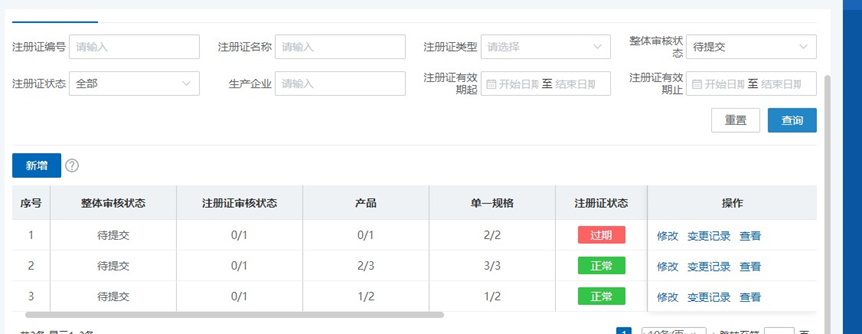 注册证编号 请输入 注册证名称 请输入 注册证类型 请选择 整体审核状态 待提交
注册证状态 全部 生产企业 请输入 注册证有效期起 开始日期 至 结束日期 注册证有效期止 开始日期 至 结束日期
重置 查询
新增 ?
序号 整体审核状态 注册证审核状态 产品 单一规格 注册证状态 操作
1 待提交 0/1 0/1 2/2 过期 修改 变更记录 查看
2 待提交 0/1 2/3 3/3 正常 修改 变更记录 查看
3 待提交 0/1 1/2 1/2 正常 修改 变更记录 查看
1 10条/页